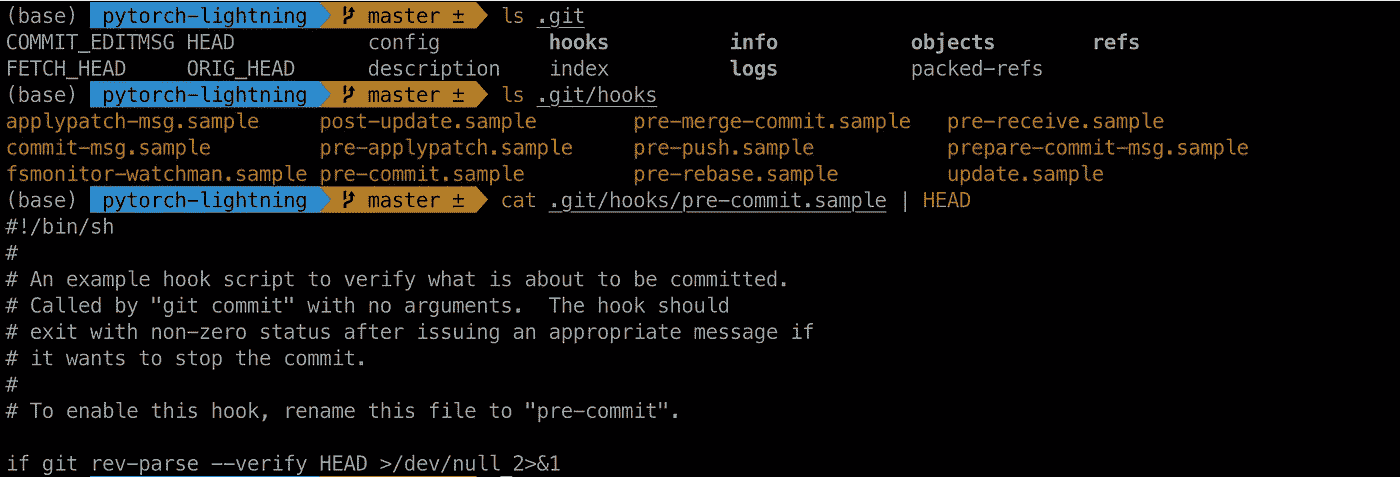 (base) pytorch-lightning master ± ls .git
COMMIT_EDITMSG HEAD config hooks info objects refs
FETCH_HEAD ORIG_HEAD description index logs packed-refs
(base) pytorch-lightning master ± ls .git/hooks
applypatch-msg.sample post-update.sample pre-merge-commit.sample pre-receive.sample
commit-msg.sample pre-applypatch.sample pre-push.sample prepare-commit-msg.sample
fsmonitor-watchman.sample pre-commit.sample pre-rebase.sample update.sample
(base) pytorch-lightning master ± cat .git/hooks/pre-commit.sample | HEAD
#!/bin/sh
#
# An example hook script to verify what is about to be committed.
# Called by "git commit" with no arguments.  The hook should
# exit with non-zero status after issuing an appropriate message if
# it wants to stop the commit.
#
# To enable this hook, rename this file to "pre-commit".

if git rev-parse --verify HEAD >/dev/null 2>&1